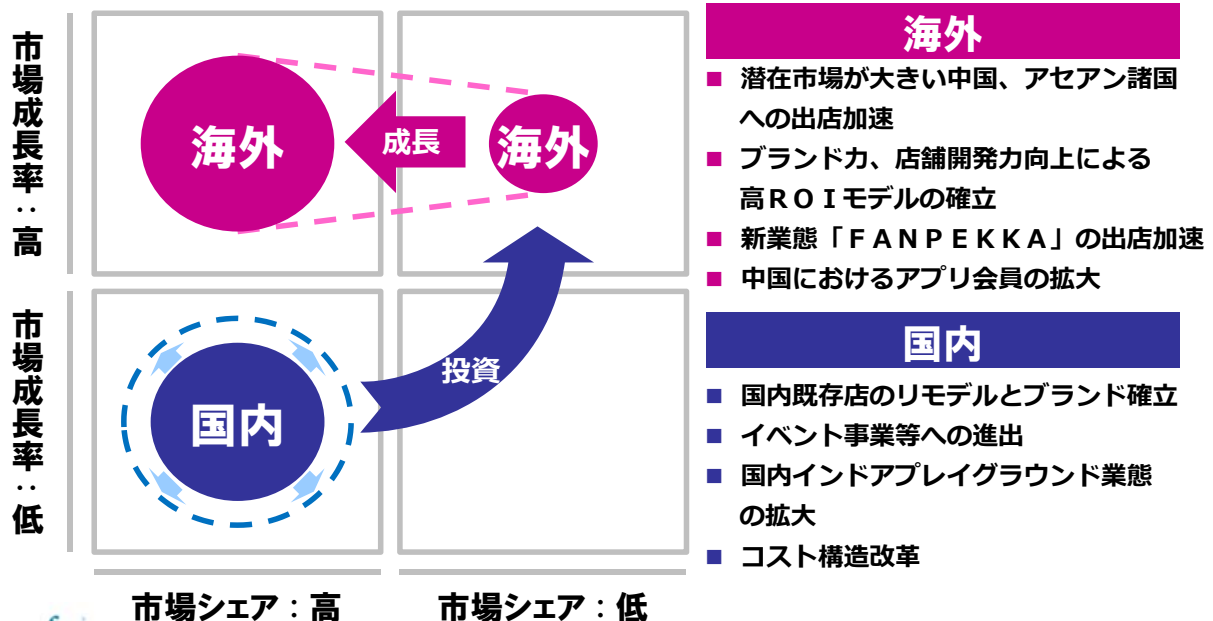 市場成長率：高
海外
成長
海外
市場成長率：低
国内
投資
市場シェア：高
市場シェア：低
海外
■ 潜在市場が大きい中国、アセアン諸国
への出店加速
■ ブランド力、店舗開発力向上による
高ＲＯＩモデルの確立
■ 新業態「ＦＡＮＰＥＫＫＡ」の出店加速
■ 中国におけるアプリ会員の拡大
国内
■ 国内既存店のリモデルとブランド確立
■ イベント事業等への進出
■ 国内インドアプレイグラウンド業態
の拡大
■ コスト構造改革